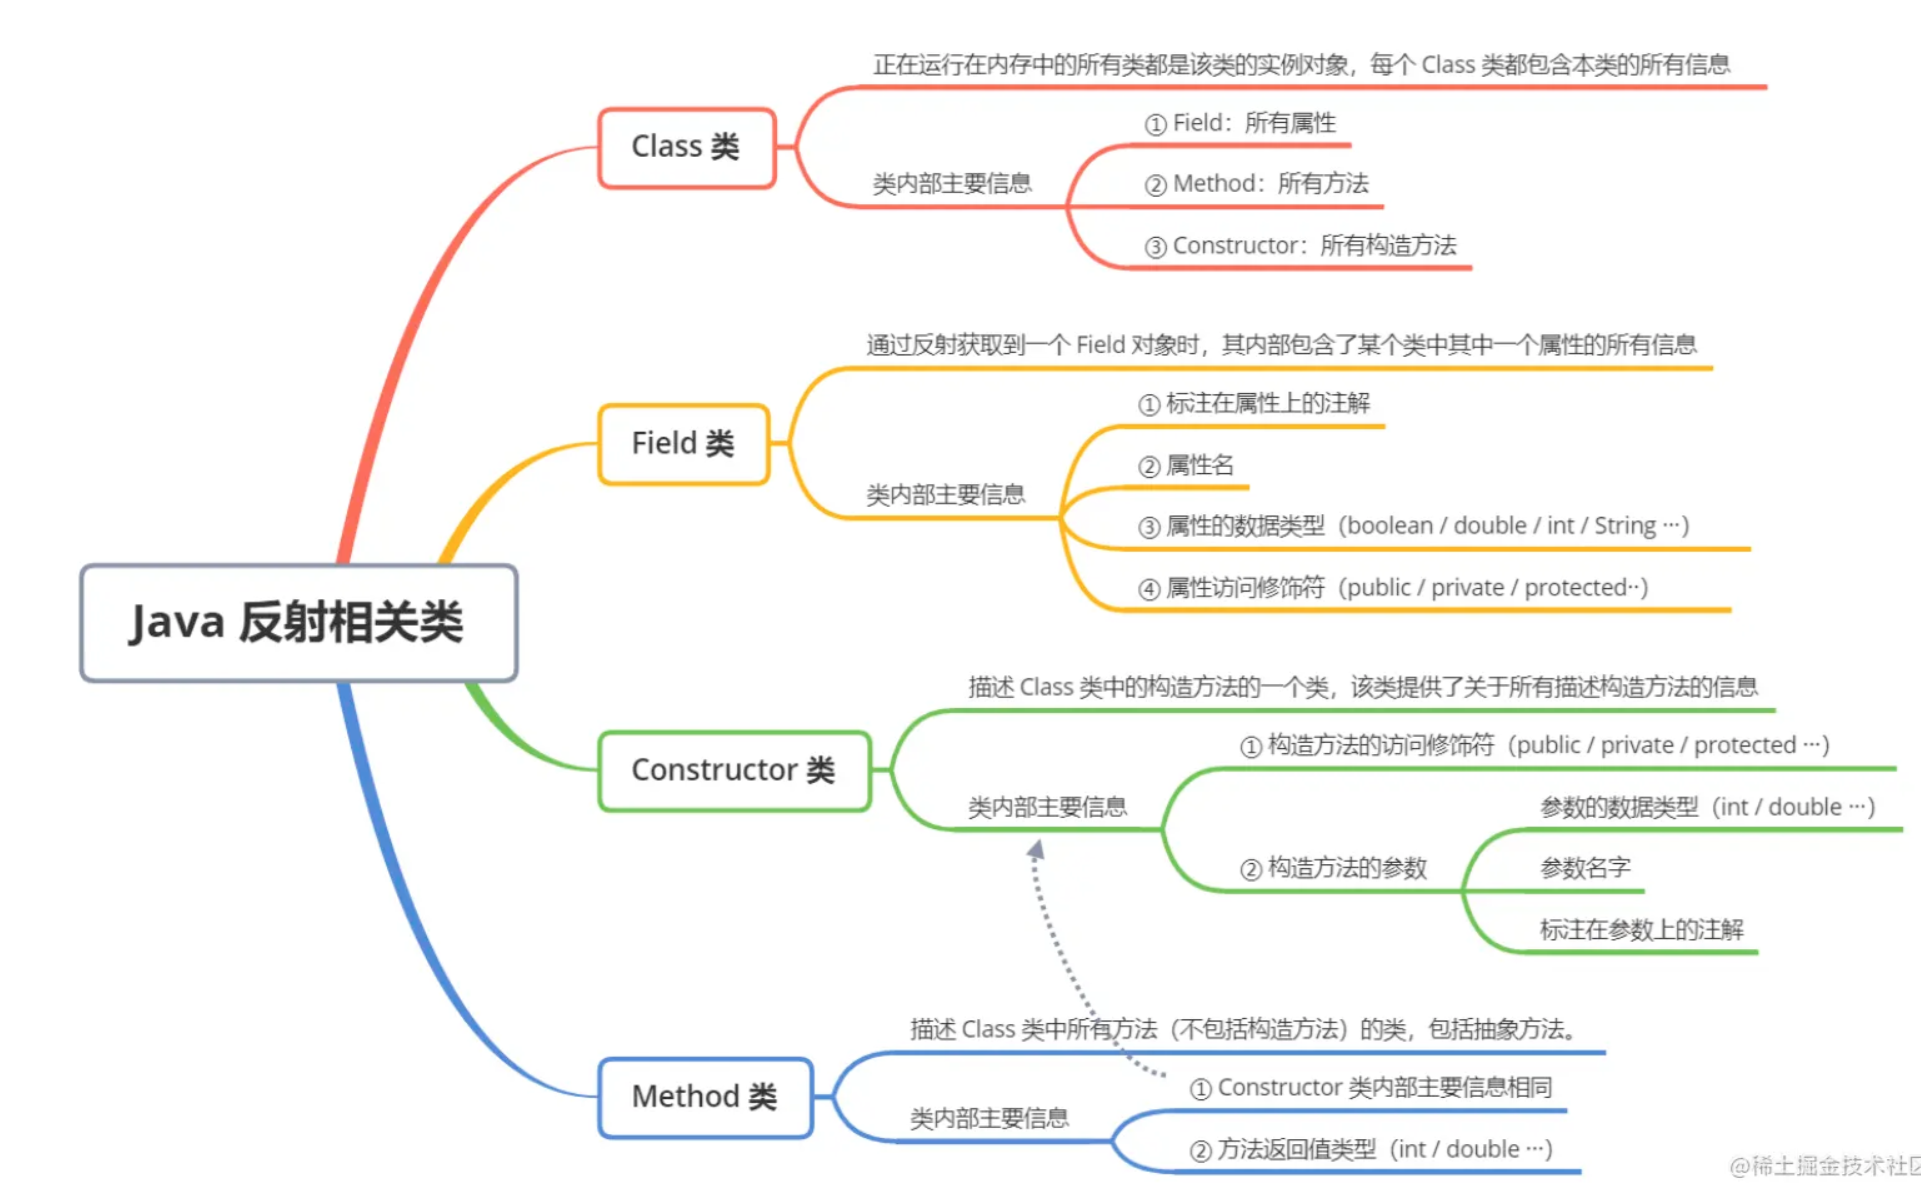 正在运行在内存中的所有类都是该类的实例对象，每个 Class 类都包含本类的所有信息
① Field：所有属性
Class 类
类内部主要信息
② Method：所有方法
③ Constructor：所有构造方法
通过反射获取到一个 Field 对象时，其内部包含了某个类中其中一个属性的所有信息
① 标注在属性上的注解
Field 类
② 属性名
类内部主要信息
③ 属性的数据类型（boolean / double / int / String ···）
④ 属性访问修饰符（public / private / protected··）
Java 反射相关类
描述 Class 类中的构造方法的一个类，该类提供了关于所有描述构造方法的信息
① 构造方法的访问修饰符（public / private / protected ···）
Constructor 类
类内部主要信息
参数的数据类型（int / double ···）
② 构造方法的参数
参数名字
标注在参数上的注解
描述 Class 类中所有方法（不包括构造方法）的类，包括抽象方法。
Method 类
① Constructor 类内部主要信息相同
类内部主要信息
② 方法返回值类型（int / double ···）
@稀土掘金技术社区